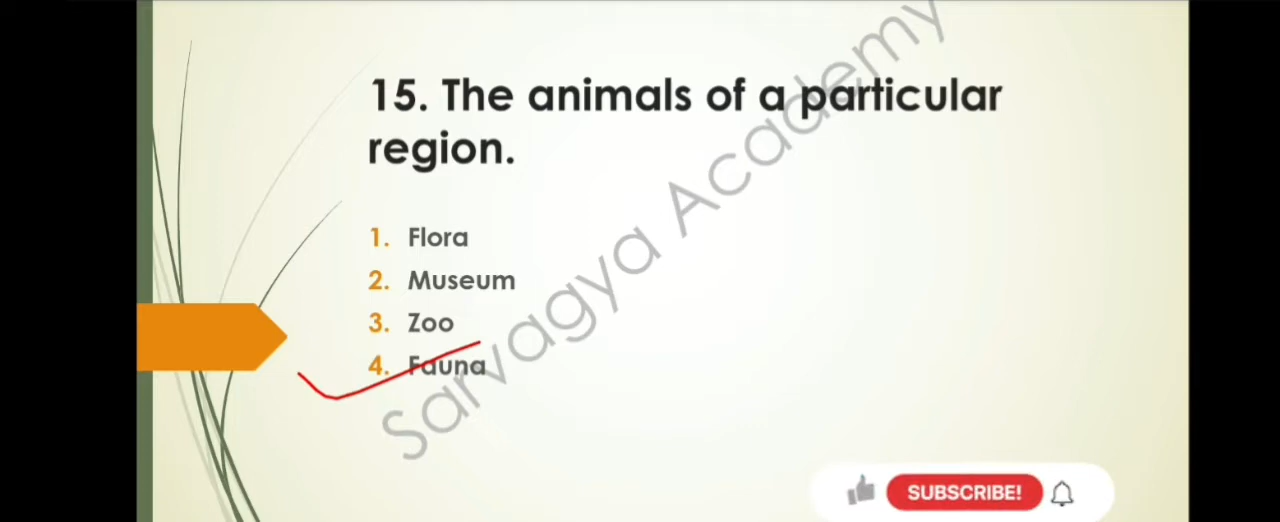 15. The animals of a particular
region.
1. Flora
2. Museum
3. Zoo
4. Fauna
Sarvagya Academy
SUBSCRIBE!